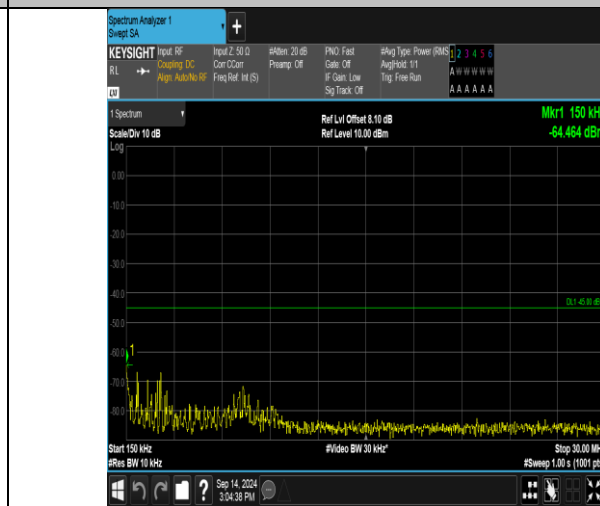 Spectrum Analyzer 1
Swept SA
+
KEYSIGHT
RL
Input: RF
Coupling: DC
Align: Auto/No RF
Input Z: 50 Ω
Corr CCorr
Freq Ref: Int (S)
#Atten: 20 dB
Preamp: Off
PNO: Fast
Gate: Off
IF Gain: Low
Sig Track: Off
#Avg Type: Power (RMS
Avg|Hold: 1/1
Trig: Free Run
1 2 3 4 5 6
A W W W W W
A A A A A A
1 Spectrum
Scale/Div 10 dB
Log
Ref Lvl Offset 8.10 dB
Ref Level 10.00 dBm
Mkr1 150 kH
-64.464 dBr
0.00
-10.0
-20.0
-30.0
-40.0
DL1 -45.00 dB
-50.0
-60.0
1
-70.0
-80.0
Start 150 kHz
#Res BW 10 kHz
#Video BW 30 kHz*
Stop 30.00 MH
#Sweep 1.00 s (1001 pt
?
Sep 14, 2024
3:04:38 PM